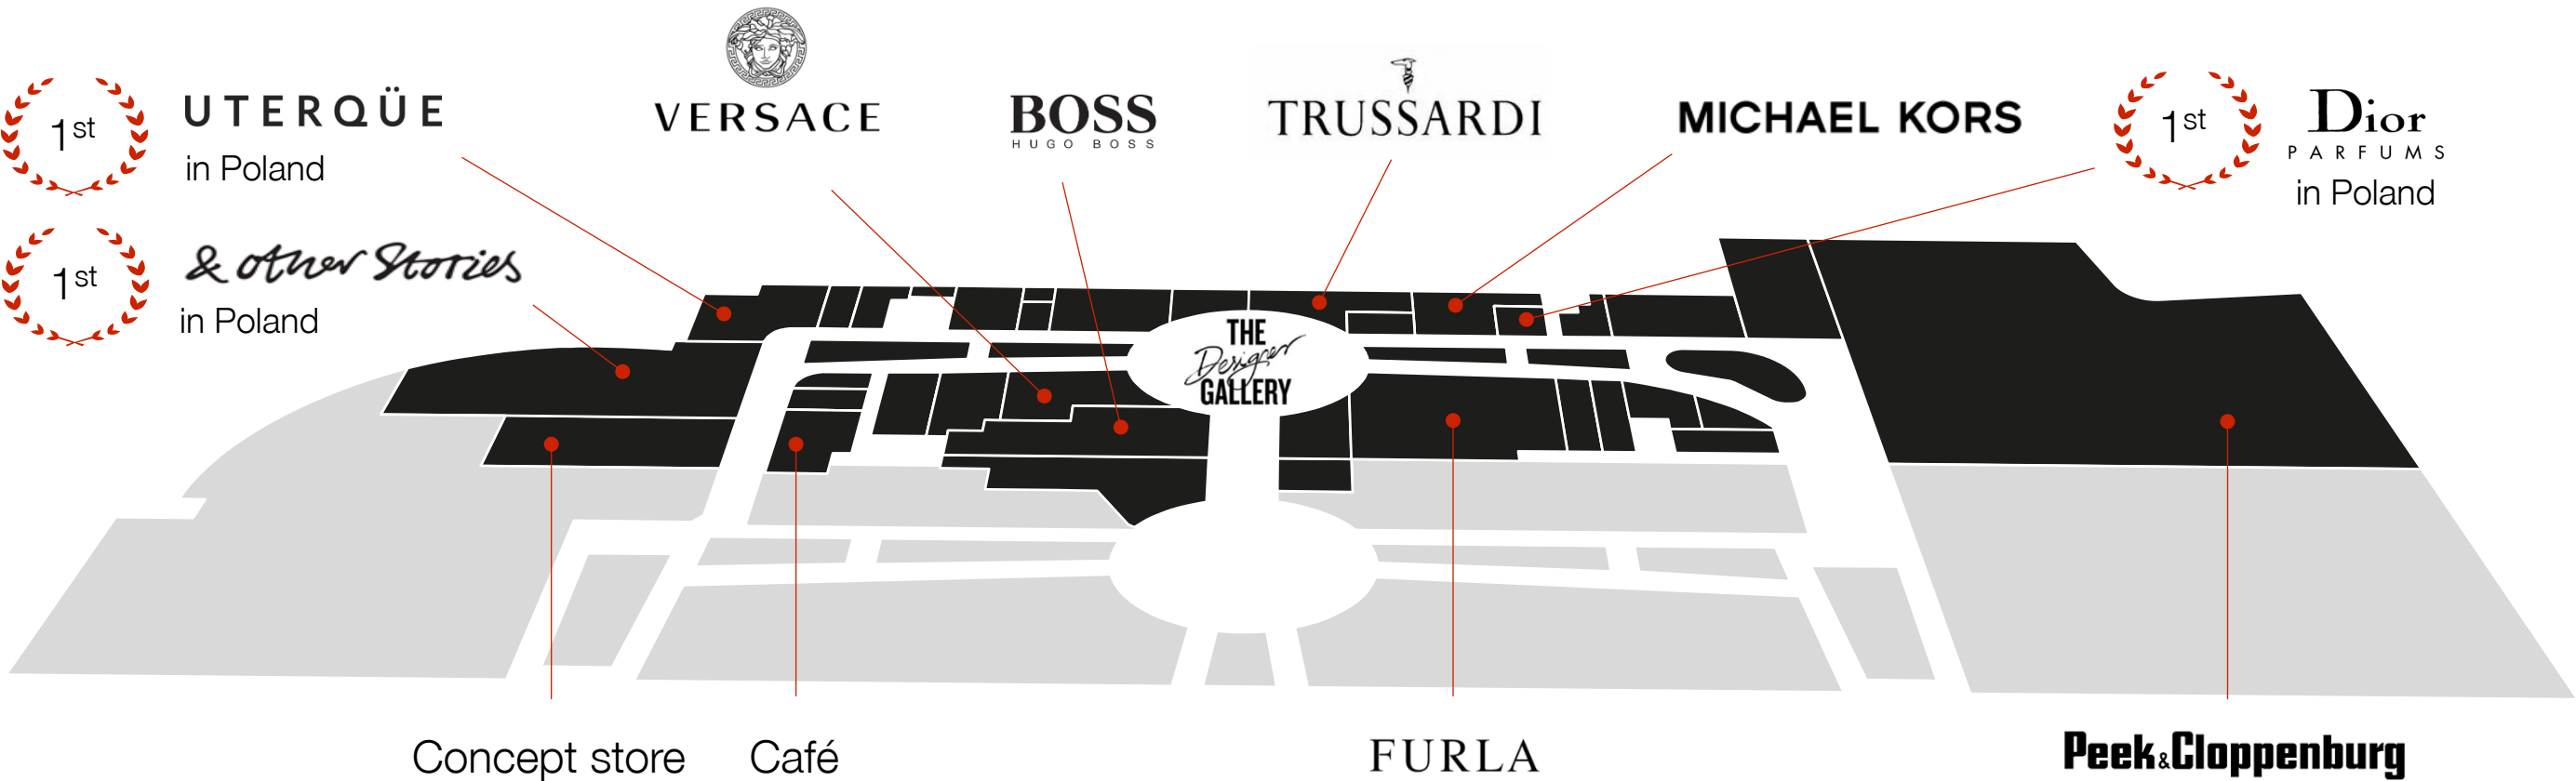 1st
UTERQÜE
in Poland
1st
& other Stories
in Poland
VERSACE
BOSS
HUGO BOSS
TRUSSARDI
MICHAEL KORS
1st
Dior
PARFUMS
in Poland
THE
Designer
GALLERY
Concept store
Café
FURLA
Peek&Cloppenburg